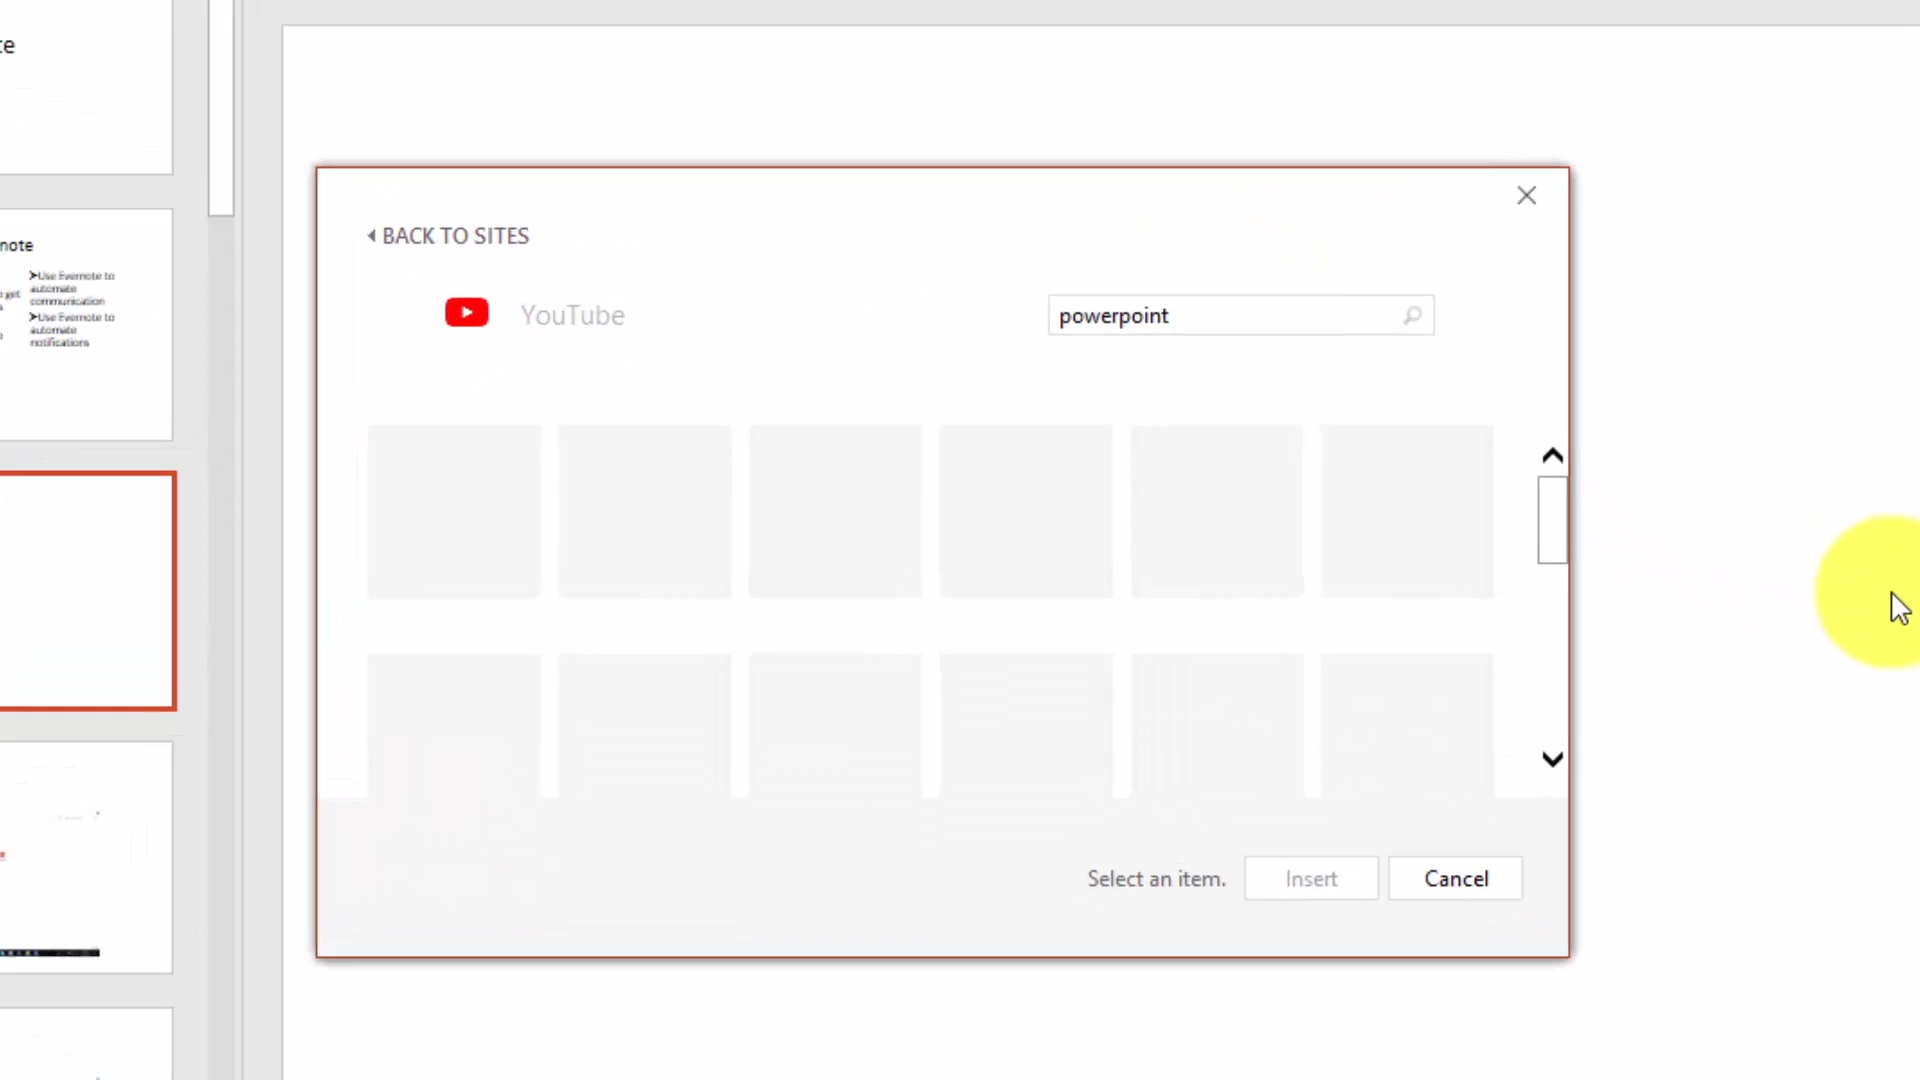 te
note
➤Use Evernote to
automate
communication
➤Use Evernote to
automate
notifications
get
BACK TO SITES
YouTube
powerpoint
Select an item.
Insert
Cancel